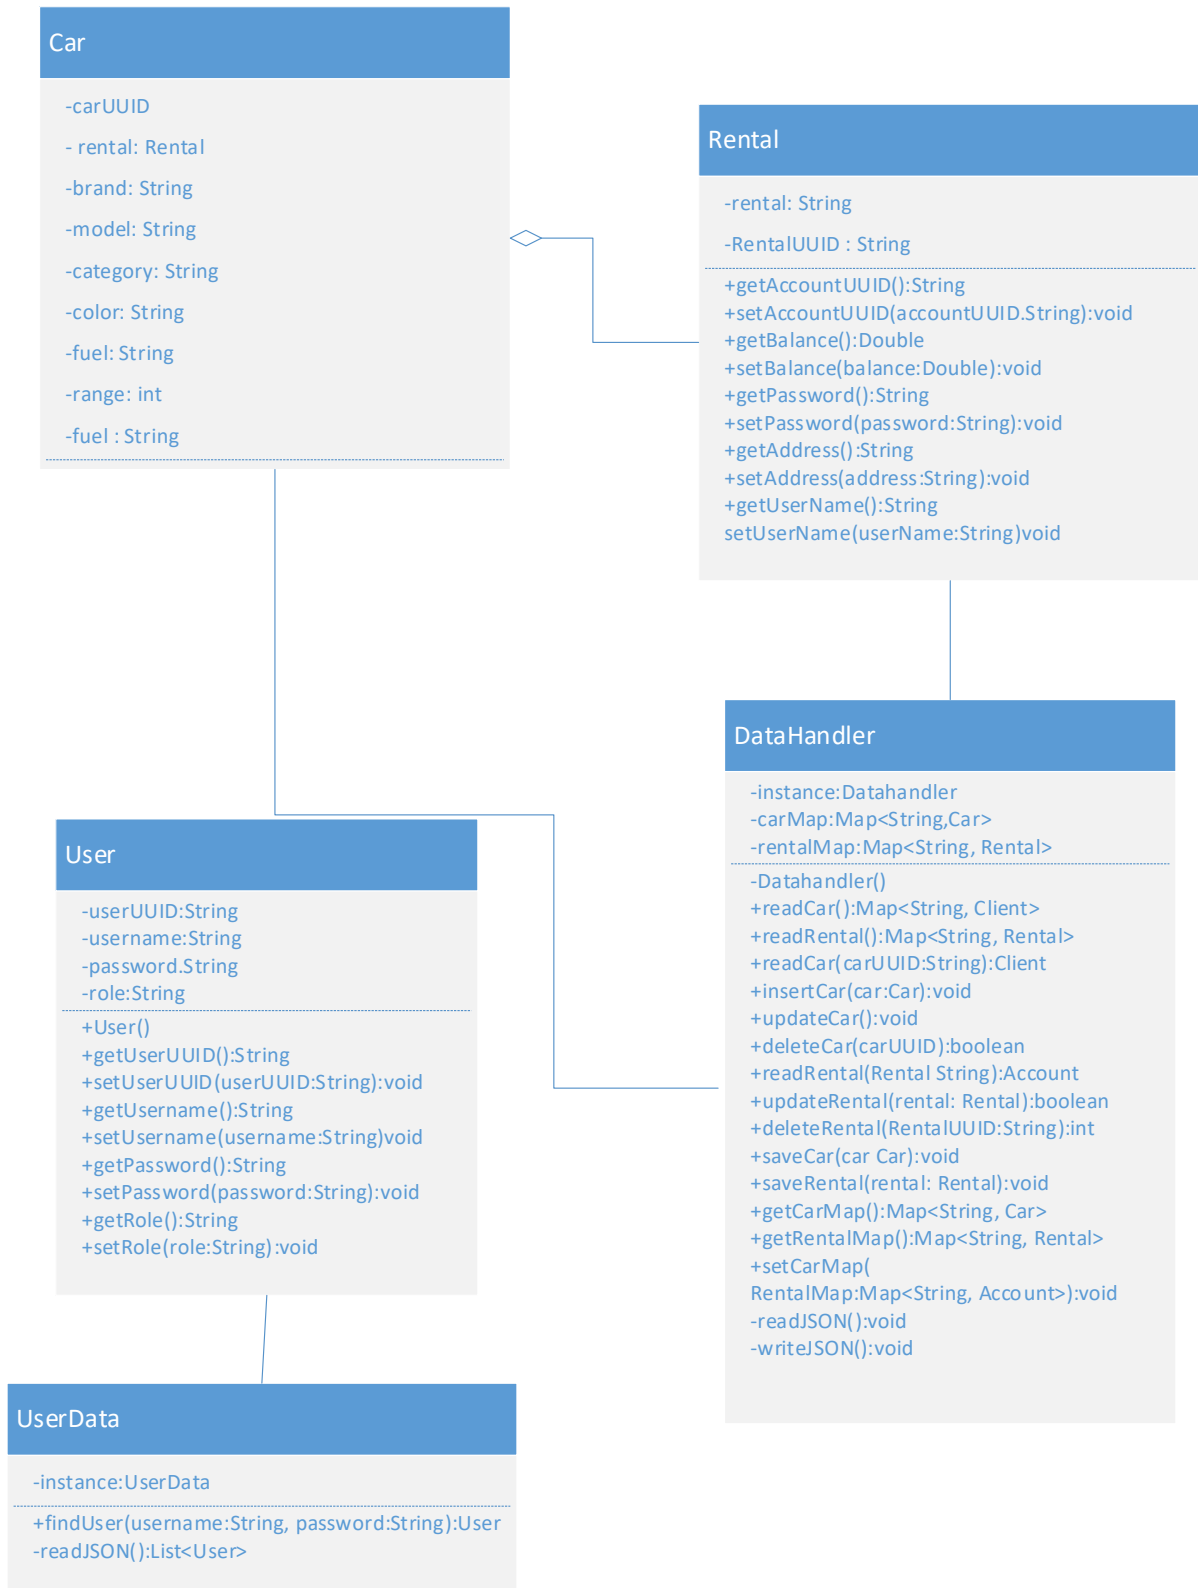 Car
-carUUID
- rental: Rental
-brand: String
-model: String
-category: String
-color: String
-fuel: String
-range: int
-fuel : String
Rental
-rental: String
-RentalUUID : String
+getAccountUUID():String
+setAccountUUID(accountUUID.String):void
+getBalance():Double
+setBalance(balance:Double):void
+getPassword():String
+setPassword(password:String):void
+getAddress():String
+setAddress(address:String):void
+getUserName():String
setUserName(userName:String)void
DataHandler
-instance:Datahandler
-carMap:Map<String,Car>
-rentalMap:Map<String, Rental>
-Datahandler()
+readCar():Map<String, Client>
+readRental():Map<String, Rental>
+readCar(carUUID:String):Client
+insertCar(car:Car):void
+updateCar():void
+deleteCar(carUUID):boolean
+readRental(Rental String):Account
+updateRental(rental: Rental):boolean
+deleteRental(RentalUUID:String):int
+saveCar(car Car):void
+saveRental(rental: Rental):void
+getCarMap():Map<String, Car>
+getRentalMap():Map<String, Rental>
+setCarMap(
RentalMap:Map<String, Account>):void
-readJSON():void
-writeJSON():void
User
-userUUID:String
-username:String
-password.String
-role:String
+User()
+getUserUUID():String
+setUserUUID(userUUID:String):void
+getUsername():String
+setUsername(username:String)void
+getPassword():String
+setPassword(password:String):void
+getRole():String
+setRole(role:String):void
UserData
-instance:UserData
+findUser(username:String, password:String):User
-readJSON():List<User>